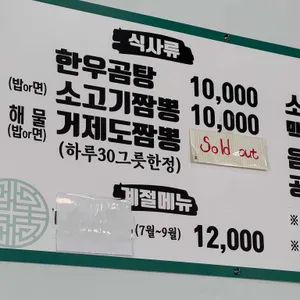 식사류
한우곰탕 10,000
(밥or면) 소고기짬뽕 10,000
해물 (밥or면) 거제도짬뽕 Sold out
(하루30그릇한정)
계절메뉴
(7월~9월) 12,000